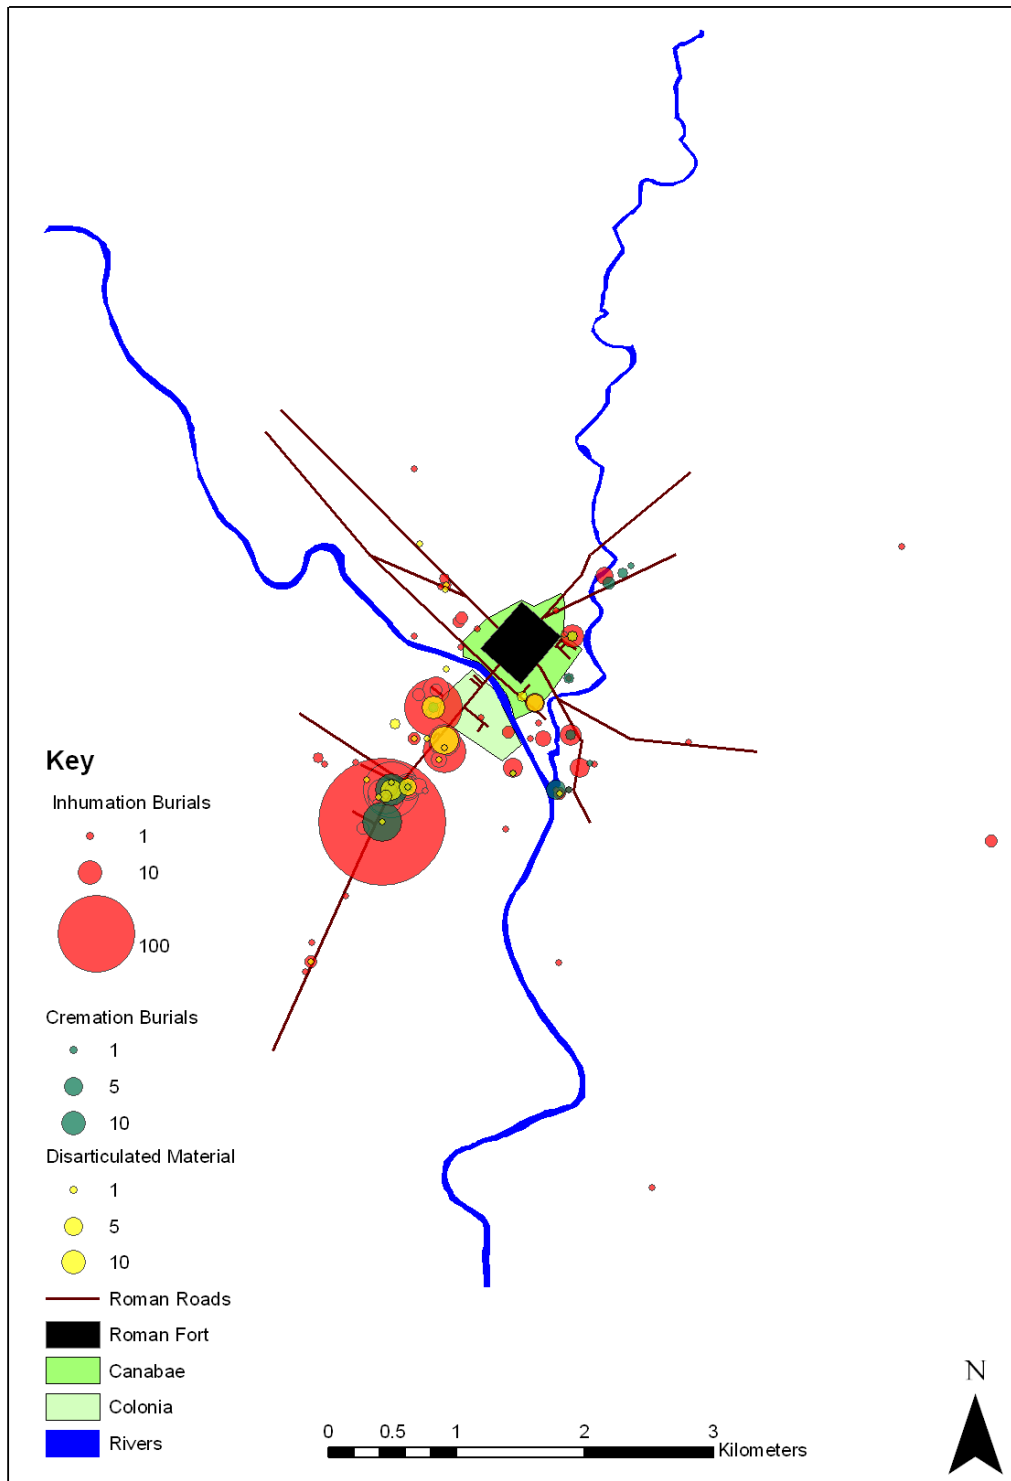 Key
Inhumation Burials
1
10
100
Cremation Burials
1
5
10
Disarticulated Material
1
5
10
Roman Roads
Roman Fort
Canabae
Colonia
Rivers
0 0.5 1 2 3
Kilometers
N